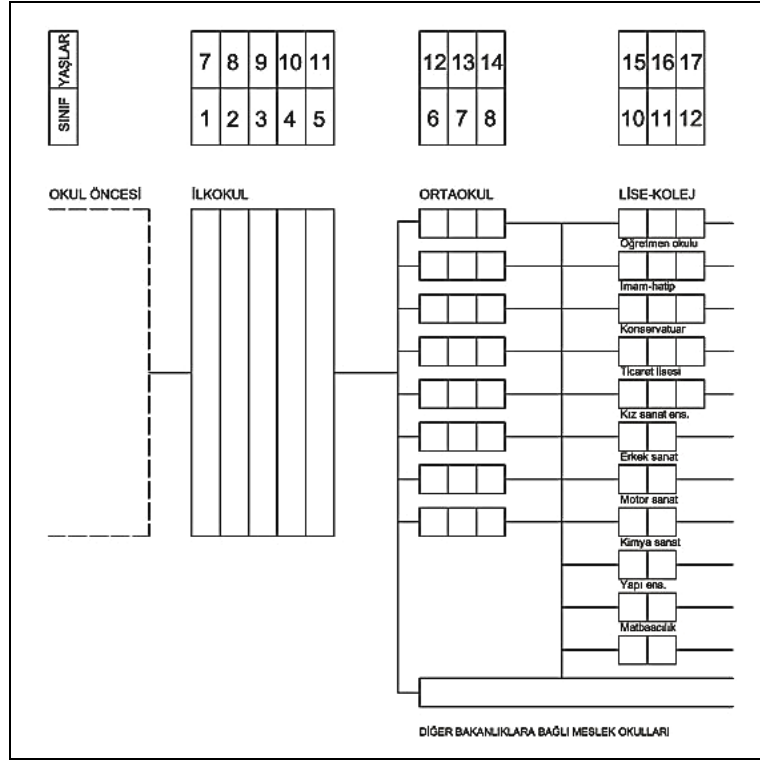 YAŞLAR 7 8 9 10 11 12 13 14 15 16 17
SINIF 1 2 3 4 5 6 7 8 10 11 12
OKUL ÖNCESİ İLKOKUL ORTAOKUL LİSE-KOLEJ
Öğretmen okulu
İmam-hatip
Konservatuar
Ticaret lisesi
Kız sanat ens.
Erkek sanat
Motor sanat
Kimya sanat
Yapı ens.
Matbaacılık
DİĞER BAKANLIKLARA BAĞLI MESLEK OKULLARI